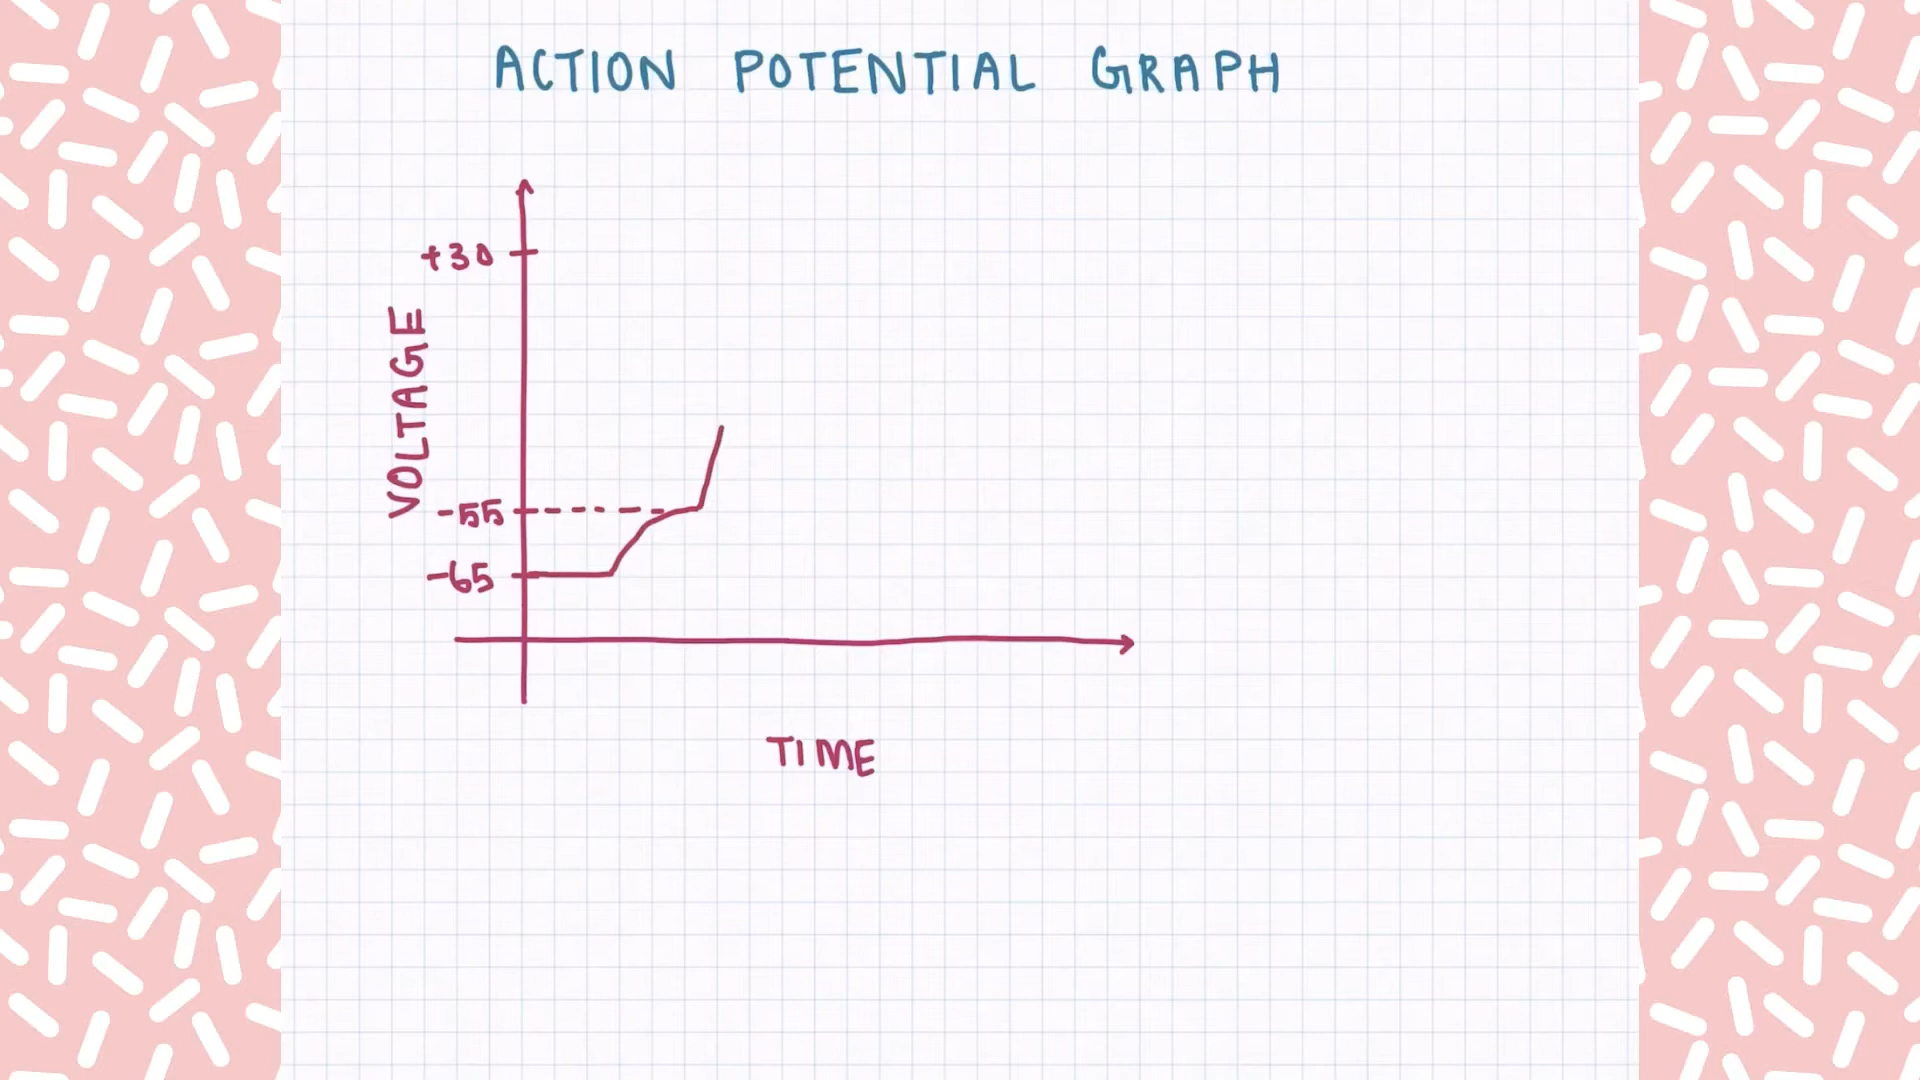 ACTION POTENTIAL GRAPH
+30
VOLTAGE
-55
-65
TIME